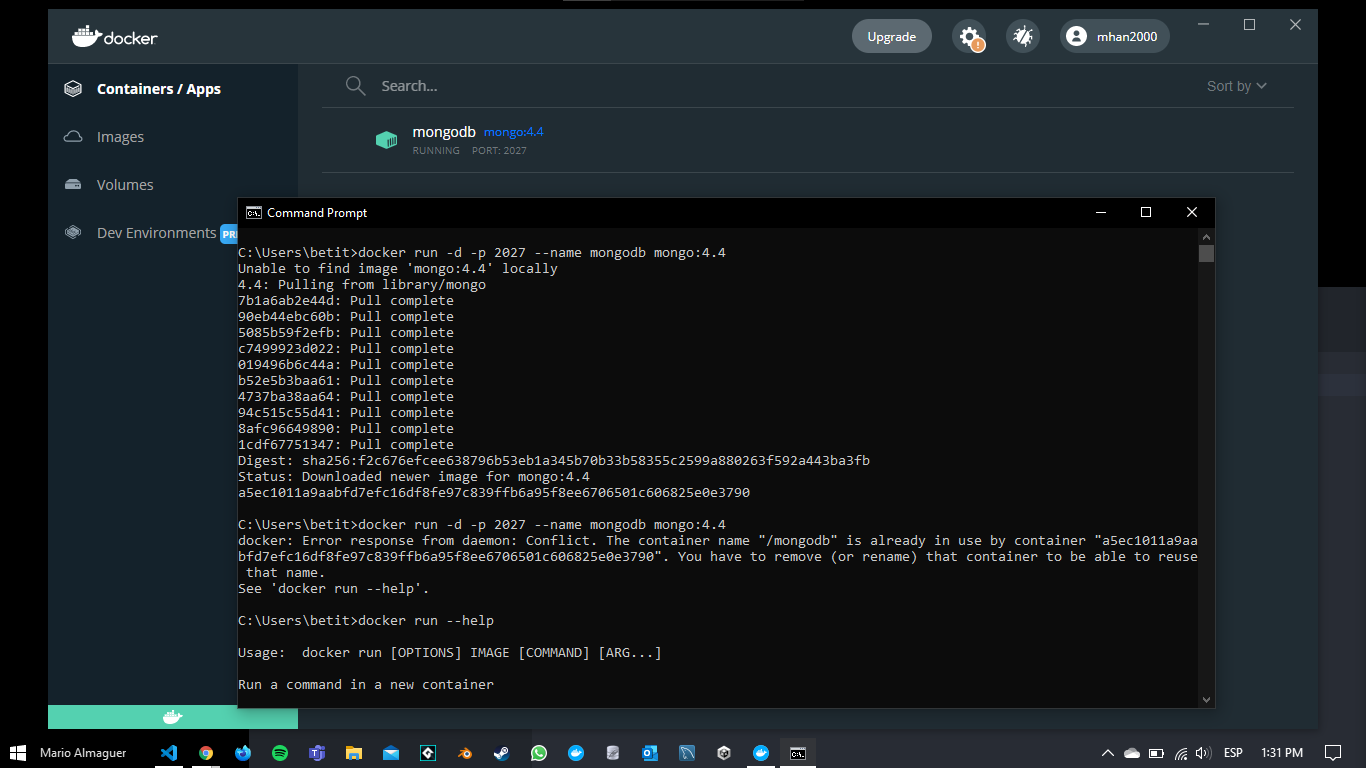 docker
Upgrade
mhan2000
Containers / Apps
Search...
Sort by
Images
mongodb mongo:4.4
RUNNING PORT: 2027
Volumes
Dev Environments
Command Prompt
C:\Users\betit>docker run -d -p 2027 --name mongodb mongo:4.4
Unable to find image 'mongo:4.4' locally
4.4: Pulling from library/mongo
7b1a6ab2e44d: Pull complete
90eb44ebc60b: Pull complete
5085b59f2efb: Pull complete
c7499923d022: Pull complete
019496b6c44a: Pull complete
b52e5b3baa61: Pull complete
4737ba38aa64: Pull complete
94c515c55d41: Pull complete
8afc96649890: Pull complete
1cdf67751347: Pull complete
Digest: sha256:f2c676efcee638796b53eb1a345b70b33b58355c2599a880263f592a443ba3fb
Status: Downloaded newer image for mongo:4.4
a5ec1011a9aabfd7efc16df8fe97c839ffb6a95f8ee6706501c606825e0e3790
C:\Users\betit>docker run -d -p 2027 --name mongodb mongo:4.4
docker: Error response from daemon: Conflict. The container name "/mongodb" is already in use by container "a5ec1011a9aa
bfd7efc16df8fe97c839ffb6a95f8ee6706501c606825e0e3790". You have to remove (or rename) that container to be able to reuse
that name.
See 'docker run --help'.
C:\Users\betit>docker run --help
Usage:  docker run [OPTIONS] IMAGE [COMMAND] [ARG...]
Run a command in a new container
Mario Almaguer
ESP
1:31 PM